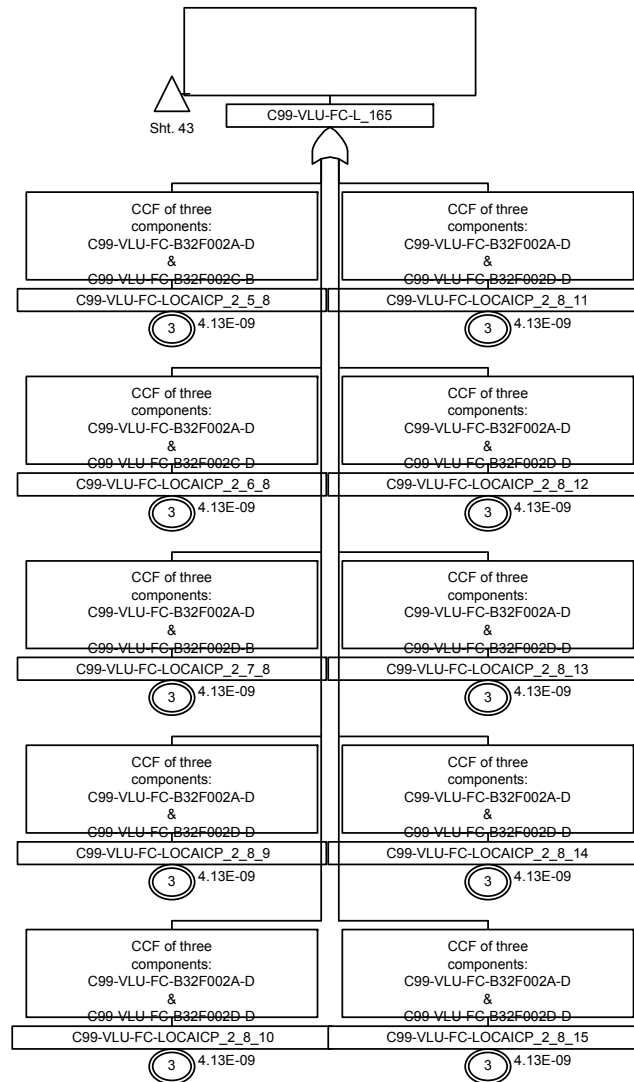 Sht. 43
C99-VLU-FC-L_165
CCF of three
components:
C99-VLU-FC-B32F002A-D
&
C99-VLU-FC-B32F002C-B
C99-VLU-FC-LOCAICP_2_5_8
3
4.13E-09
CCF of three
components:
C99-VLU-FC-B32F002A-D
&
C99-VLU-FC-B32F002D-D
C99-VLU-FC-LOCAICP_2_8_11
3
4.13E-09
CCF of three
components:
C99-VLU-FC-B32F002A-D
&
C99-VLU-FC-B32F002C-D
C99-VLU-FC-LOCAICP_2_6_8
3
4.13E-09
CCF of three
components:
C99-VLU-FC-B32F002A-D
&
C99-VLU-FC-B32F002D-D
C99-VLU-FC-LOCAICP_2_8_12
3
4.13E-09
CCF of three
components:
C99-VLU-FC-B32F002A-D
&
C99-VLU-FC-B32F002D-B
C99-VLU-FC-LOCAICP_2_7_8
3
4.13E-09
CCF of three
components:
C99-VLU-FC-B32F002A-D
&
C99-VLU-FC-B32F002D-D
C99-VLU-FC-LOCAICP_2_8_13
3
4.13E-09
CCF of three
components:
C99-VLU-FC-B32F002A-D
&
C99-VLU-FC-B32F002D-D
C99-VLU-FC-LOCAICP_2_8_9
3
4.13E-09
CCF of three
components:
C99-VLU-FC-B32F002A-D
&
C99-VLU-FC-B32F002D-D
C99-VLU-FC-LOCAICP_2_8_14
3
4.13E-09
CCF of three
components:
C99-VLU-FC-B32F002A-D
&
C99-VLU-FC-B32F002D-D
C99-VLU-FC-LOCAICP_2_8_10
3
4.13E-09
CCF of three
components:
C99-VLU-FC-B32F002A-D
&
C99-VLU-FC-B32F002D-D
C99-VLU-FC-LOCAICP_2_8_15
3
4.13E-09